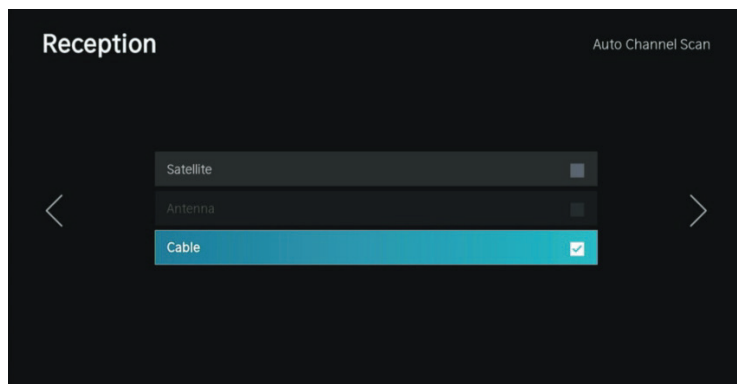 Reception
Auto Channel Scan
Satellite
Antenna
Cable